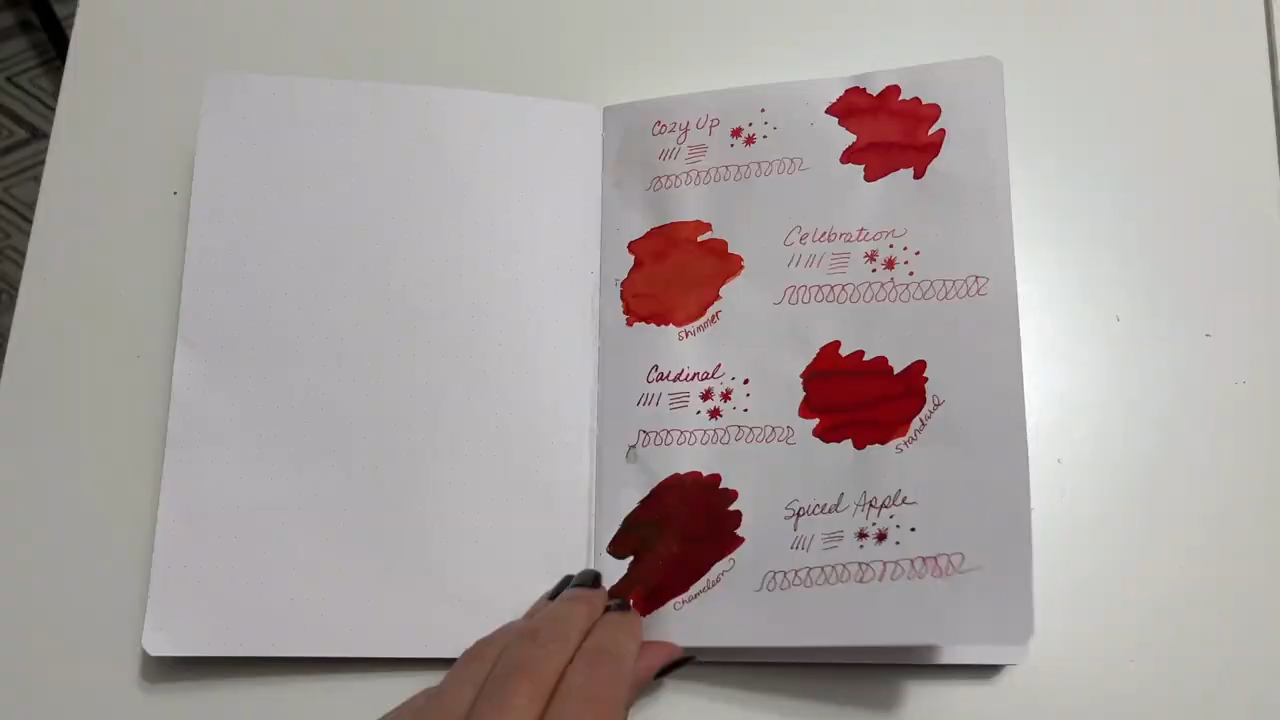 Cozy Up
Celebration
shimmer
Cardinal
standard
Spiced Apple
chameleon